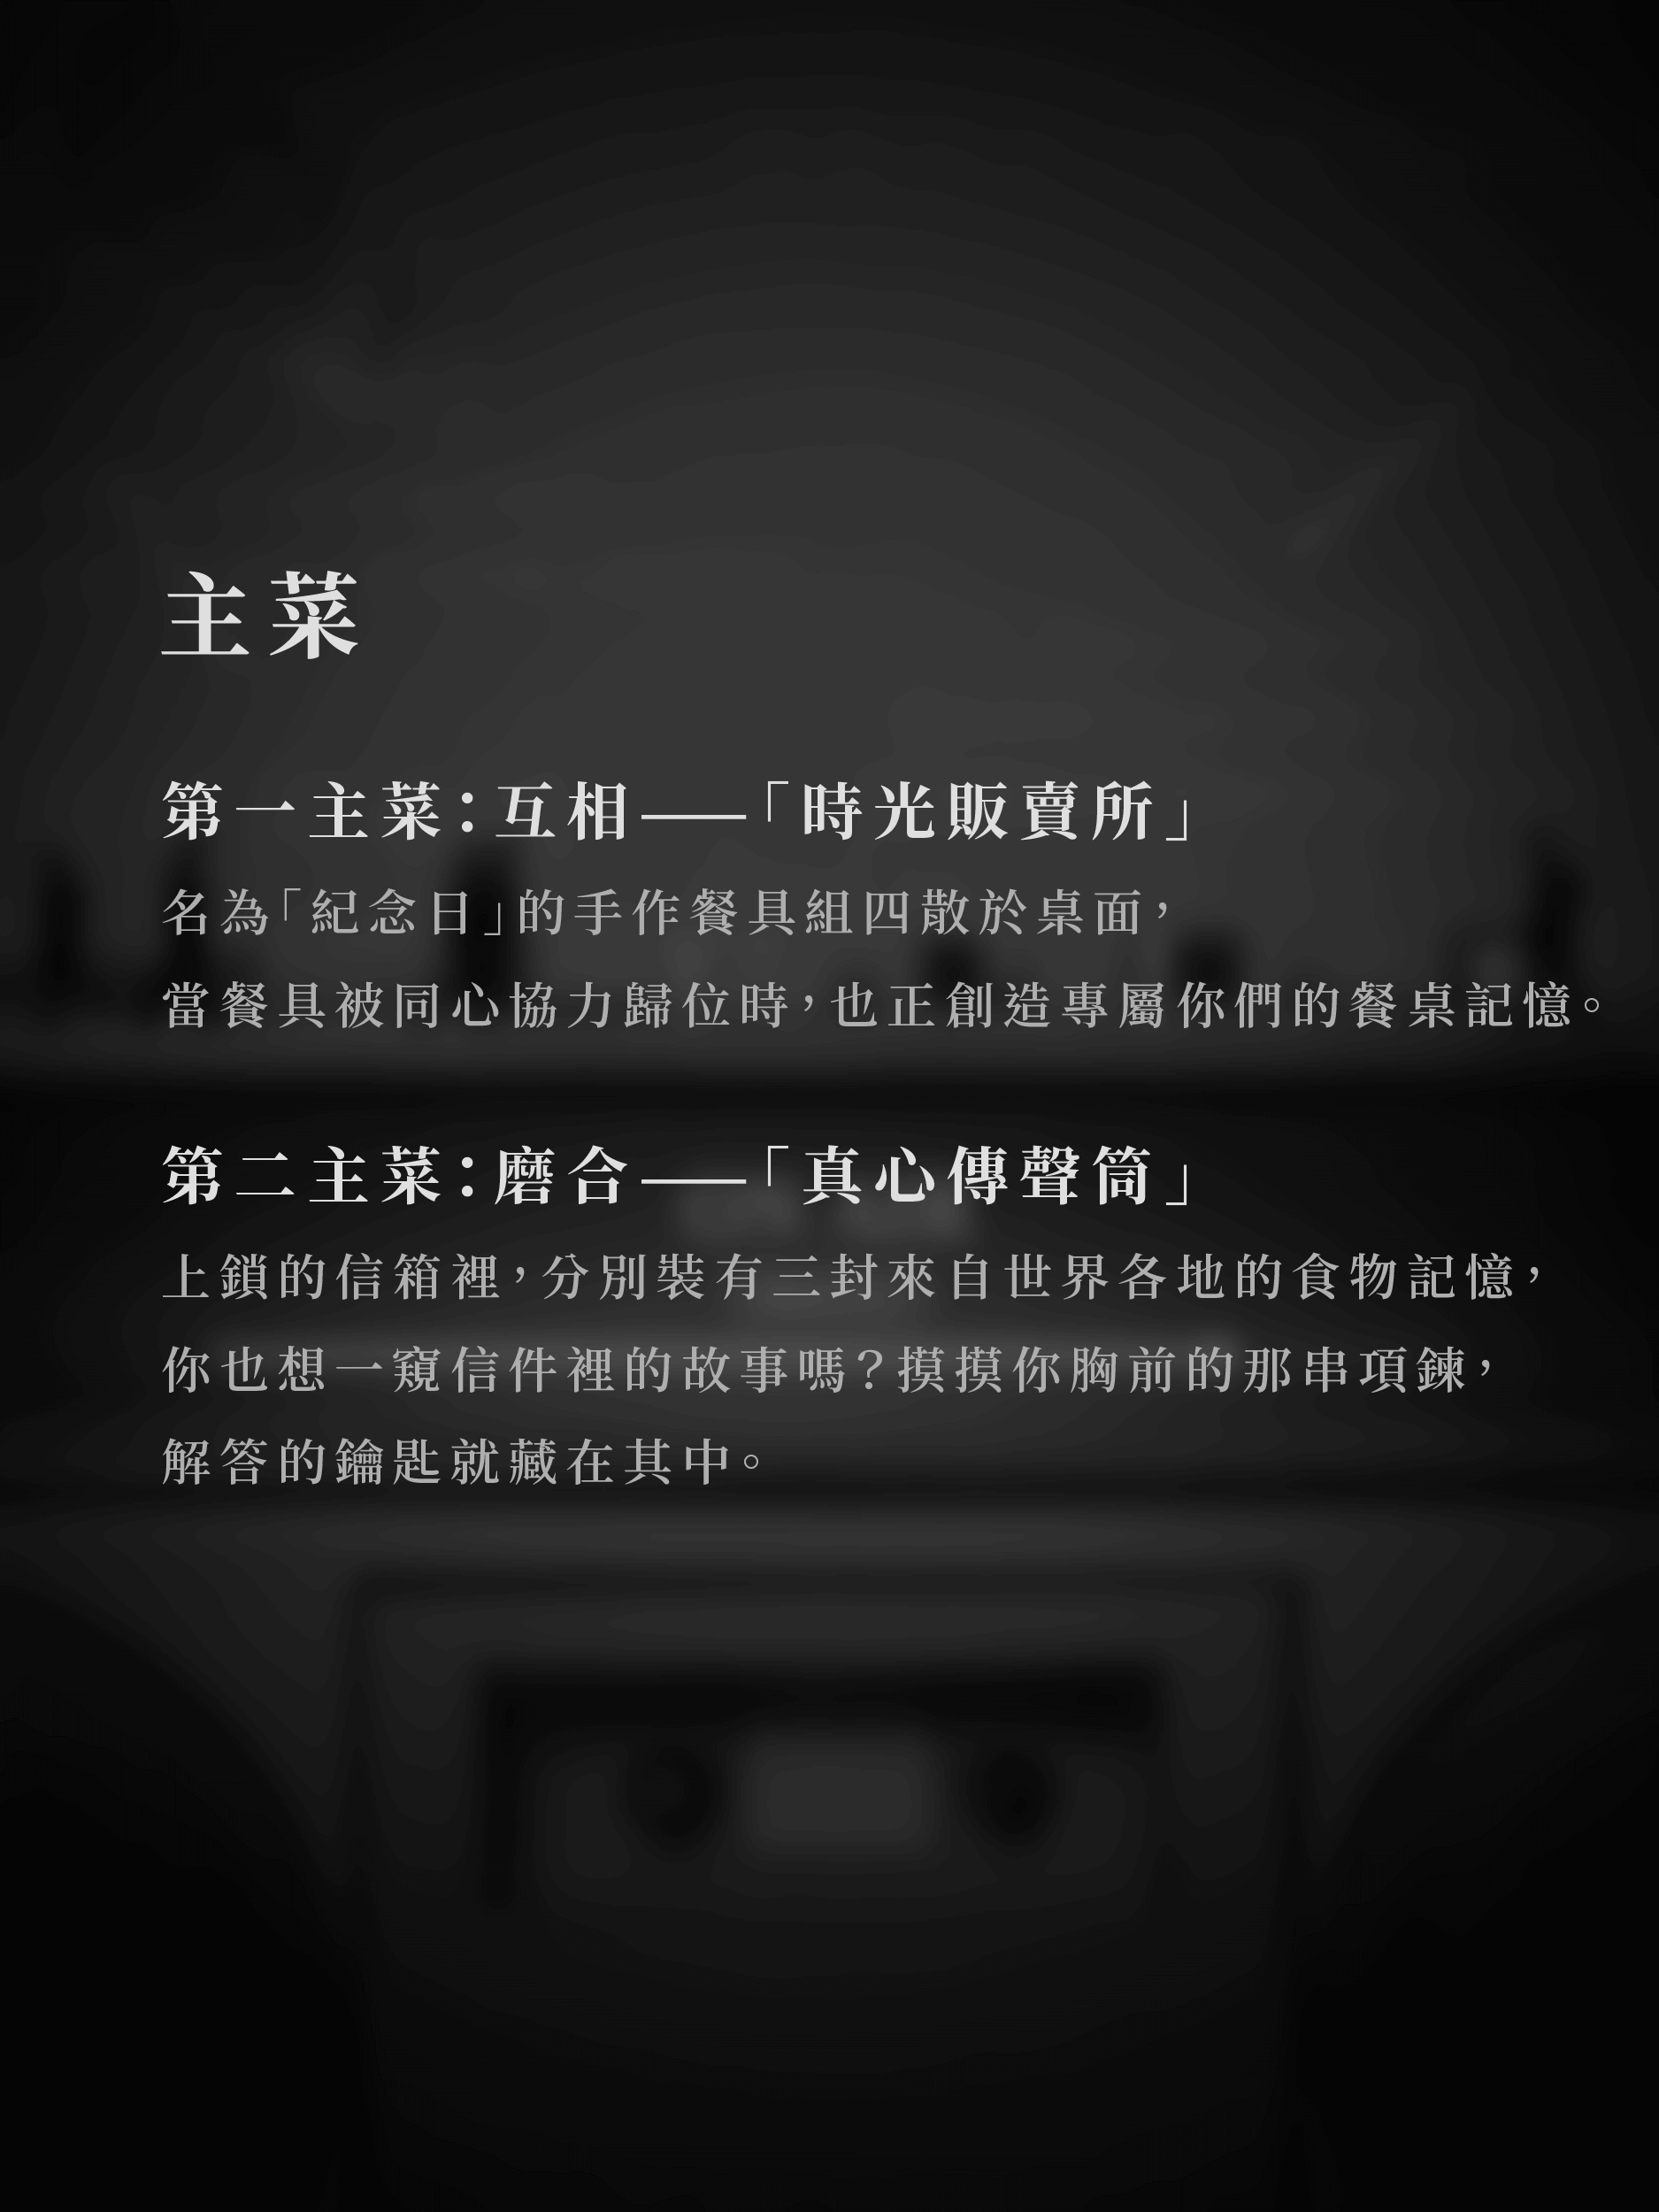 主菜
第一主菜：互相——「時光販賣所」
名為「紀念日」的手作餐具組四散於桌面，
當餐具被同心協力歸位時，也正創造專屬你們的餐桌記憶。
第二主菜：磨合——「真心傳聲筒」
上鎖的信箱裡，分別裝有三封來自世界各地的食物記憶，
你也想一窺信件裡的故事嗎？摸摸你胸前的那串項鍊，
解答的鑰匙就藏在其中。